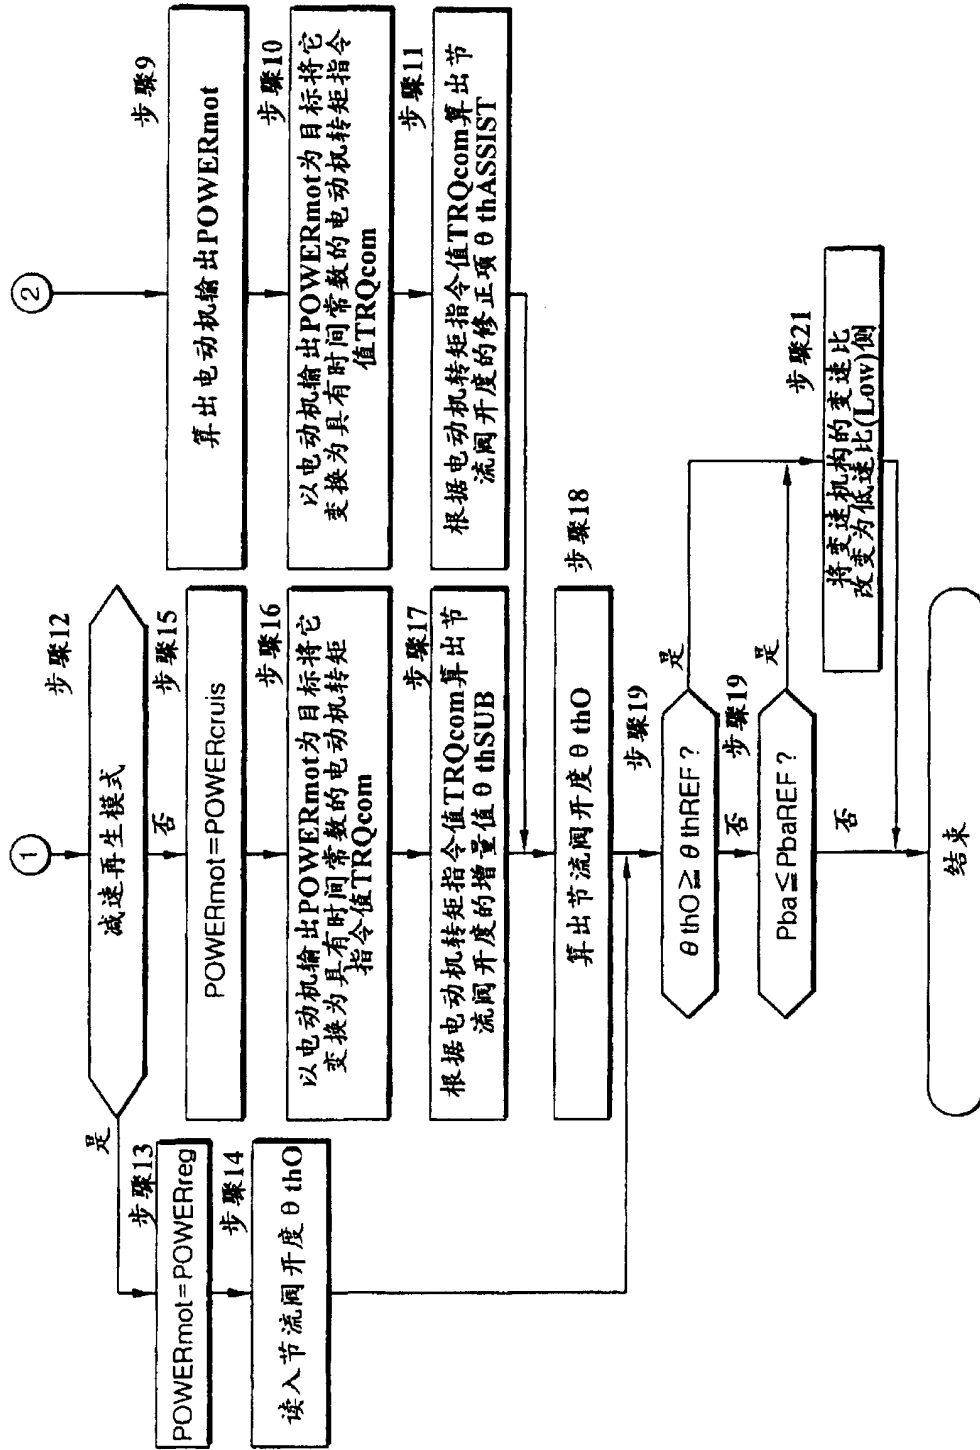 ①
步骤12
减速再生模式
是
否
步骤13
POWERmot=POWERreg
步骤14
读入节流阀开度θthO
步骤15
POWERmot=POWERcruis
步骤16
以电动机输出POWERmot为目标将它
变换为具有时间常数的电动机转矩
指令值TRQcom
步骤17
根据电动机转矩指令值TRQcom算出节
流阀开度的增量值θthSUB
②
步骤9
算出电动机输出POWERmot
步骤10
以电动机输出POWERmot为目标将它
变换为具有时间常数的电动机转矩指令
值TRQcom
步骤11
根据电动机转矩指令值TRQcom算出节
流阀开度的修正项θthASSIST
步骤18
算出节流阀开度θthO
步骤19
θthO≧θthREF?
是
否
步骤19
Pba≦PbaREF?
是
否
步骤21
将变速机构的变速比
改变为低速比(Low)侧
结束